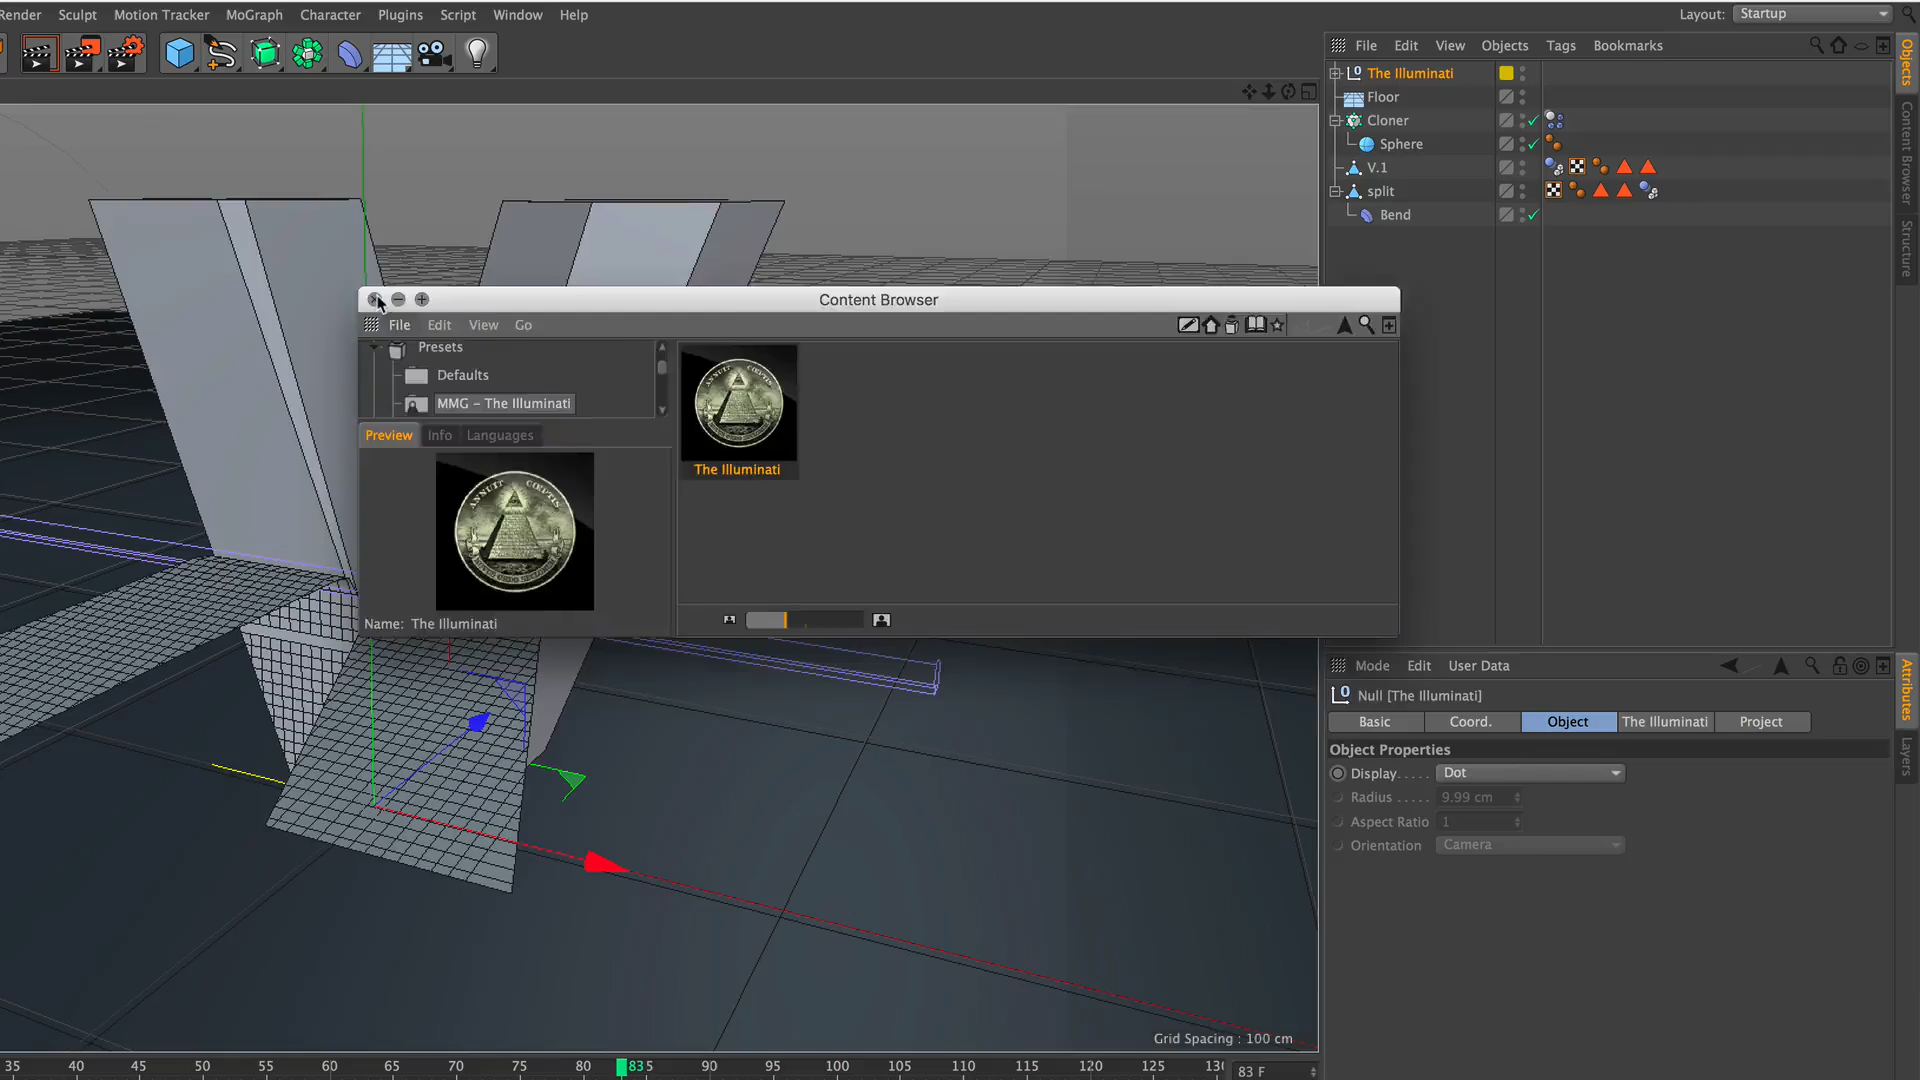 Render Sculpt Motion Tracker MoGraph Character Plugins Script Window Help
Layout: Startup
File Edit View Objects Tags Bookmarks
The Illuminati
Floor
Cloner
Sphere
V.1
split
Bend
Objects
Content Browser
Structure
Content Browser
File Edit View Go
Presets
Defaults
MMG – The Illuminati
Preview Info Languages
ANNUIT CŒPTIS
The Illuminati
ANNUIT CŒPTIS
Name: The Illuminati
Mode Edit User Data
Null [The Illuminati]
Basic Coord. Object The Illuminati Project
Object Properties
Display..... Dot
Radius ..... 9.99 cm
Aspect Ratio 1
Orientation Camera
Attributes
Layers
Grid Spacing : 100 cm
35 40 45 50 55 60 65 70 75 80 835 90 95 100 105 110 115 120 125 130
83 F